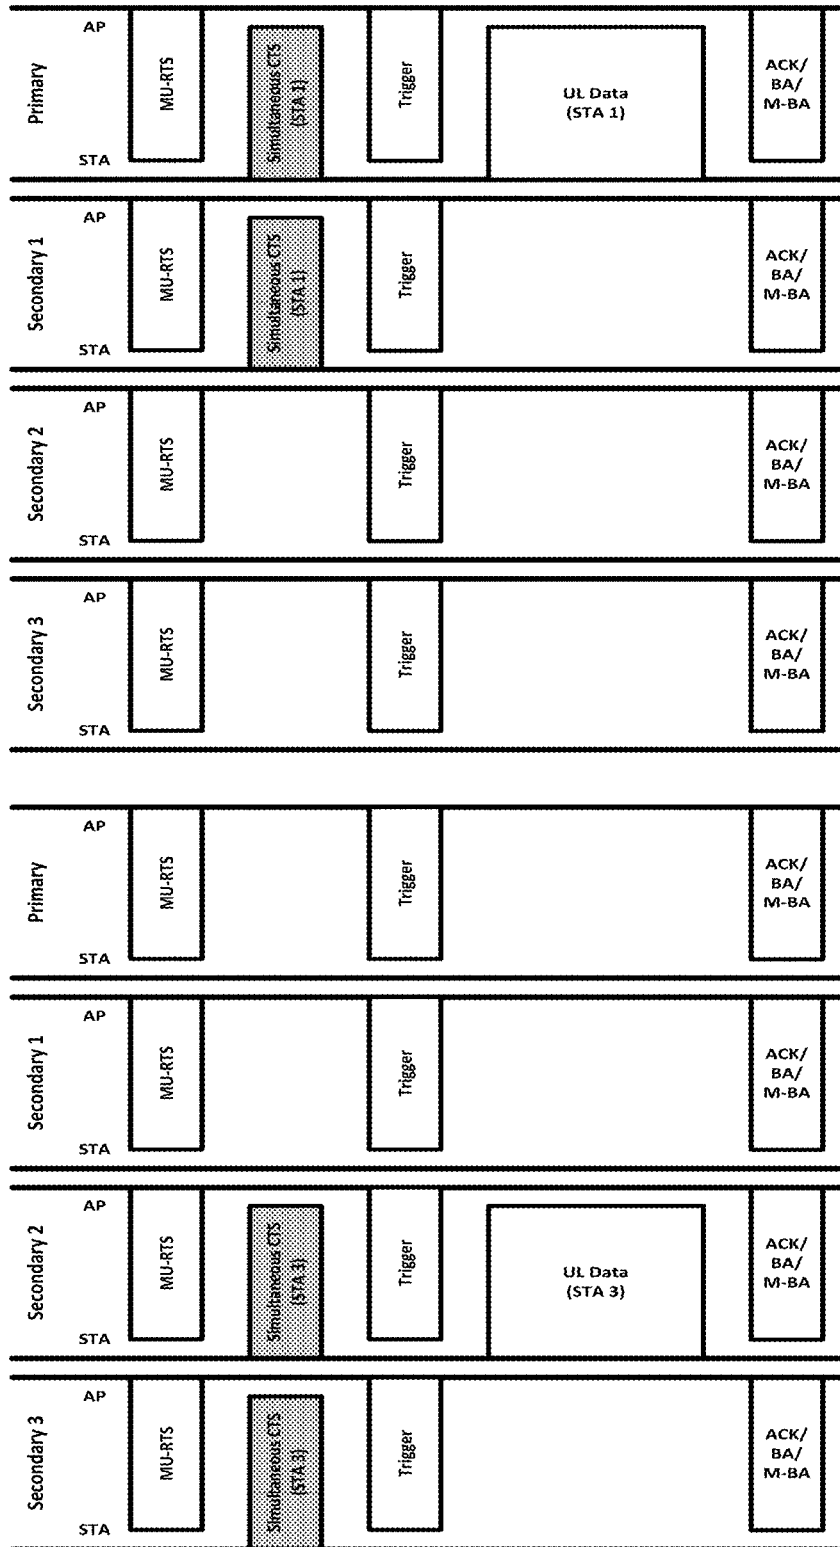 Primary
AP
STA
MU-RTS
Simultaneous CTS
(STA 1)
Trigger
UL Data
(STA 1)
ACK/
BA/
M-BA
Secondary 1
AP
STA
MU-RTS
Simultaneous CTS
(STA 1)
Trigger
ACK/
BA/
M-BA
Secondary 2
AP
STA
MU-RTS
Trigger
ACK/
BA/
M-BA
Secondary 3
AP
STA
MU-RTS
Trigger
ACK/
BA/
M-BA
Primary
AP
STA
MU-RTS
Trigger
ACK/
BA/
M-BA
Secondary 1
AP
STA
MU-RTS
Trigger
ACK/
BA/
M-BA
Secondary 2
AP
STA
MU-RTS
Simultaneous CTS
(STA 3)
Trigger
UL Data
(STA 3)
ACK/
BA/
M-BA
Secondary 3
AP
STA
MU-RTS
Simultaneous CTS
(STA 3)
Trigger
ACK/
BA/
M-BA